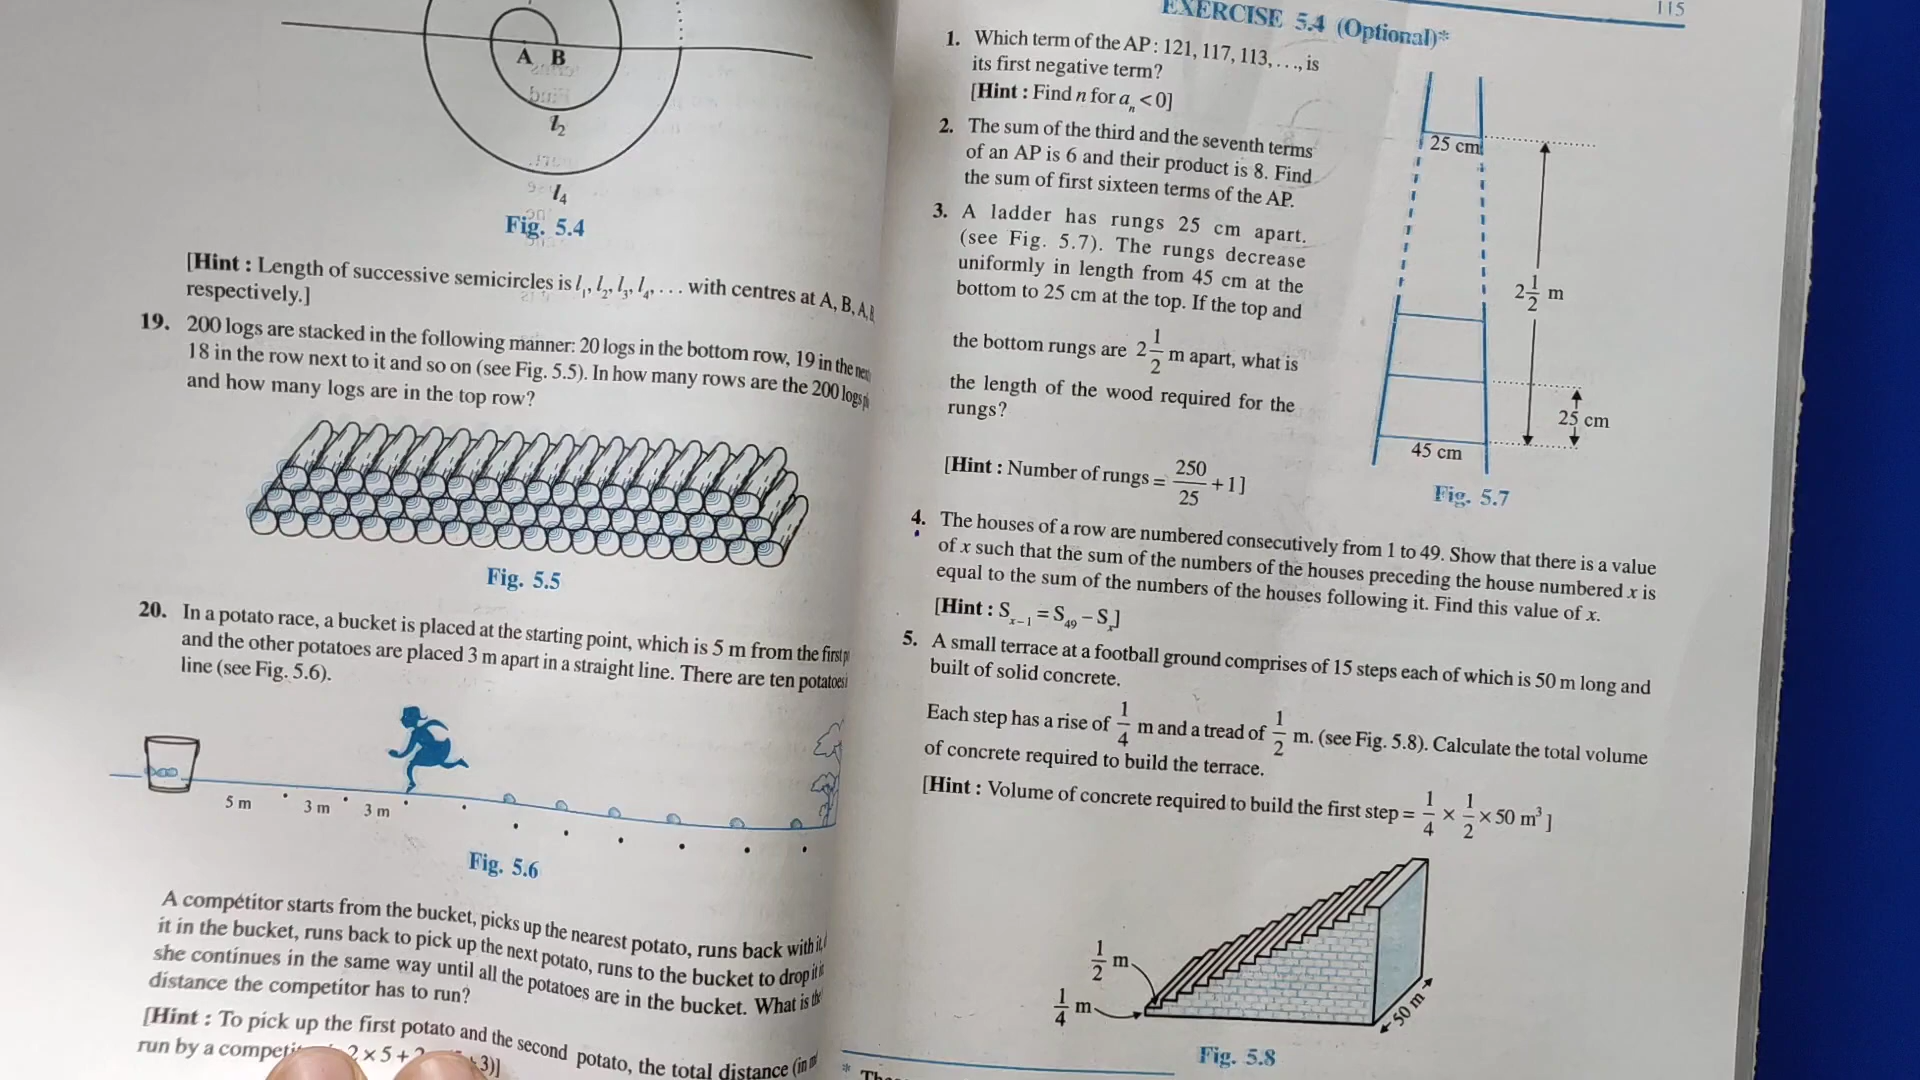 A B
l₂
l₄
Fig. 5.4
[Hint : Length of successive semicircles is l₁, l₂, l₃, l₄, . . . with centres at A, B, A,
respectively.]
19. 200 logs are stacked in the following manner: 20 logs in the bottom row, 19 in the
18 in the row next to it and so on (see Fig. 5.5). In how many rows are the 200 logs
and how many logs are in the top row?
Fig. 5.5
20. In a potato race, a bucket is placed at the starting point, which is 5 m from the first
and the other potatoes are placed 3 m apart in a straight line. There are ten potatoes
line (see Fig. 5.6).
5 m 3 m 3 m
Fig. 5.6
A competitor starts from the bucket, picks up the nearest potato, runs back with it,
it in the bucket, runs back to pick up the next potato, runs to the bucket to drop it
she continues in the same way until all the potatoes are in the bucket. What is
distance the competitor has to run?
[Hint : To pick up the first potato and the second potato, the total distance (in
run by a 2 × 5 + 3)]
115
EXERCISE 5.4 (Optional)*
1. Which term of the AP : 121, 117, 113, . . ., is
its first negative term?
[Hint : Find n for aₙ < 0]
2. The sum of the third and the seventh terms
of an AP is 6 and their product is 8. Find
the sum of first sixteen terms of the AP.
3. A ladder has rungs 25 cm apart.
(see Fig. 5.7). The rungs decrease
uniformly in length from 45 cm at the
bottom to 25 cm at the top. If the top and
the bottom rungs are 2 1/2 m apart, what is
the length of the wood required for the
rungs?
[Hint : Number of rungs = 250/25 + 1]
25 cm
2 1/2 m
25 cm
45 cm
Fig. 5.7
4. The houses of a row are numbered consecutively from 1 to 49. Show that there is a value
of x such that the sum of the numbers of the houses preceding the house numbered x is
equal to the sum of the numbers of the houses following it. Find this value of x.
[Hint : Sₓ₋₁ = S₄₉ – Sₓ]
5. A small terrace at a football ground comprises of 15 steps each of which is 50 m long and
built of solid concrete.
Each step has a rise of 1/4 m and a tread of 1/2 m. (see Fig. 5.8). Calculate the total volume
of concrete required to build the terrace.
[Hint : Volume of concrete required to build the first step = 1/4 × 1/2 × 50 m³ ]
1/2 m
1/4 m
50 m
Fig. 5.8
*